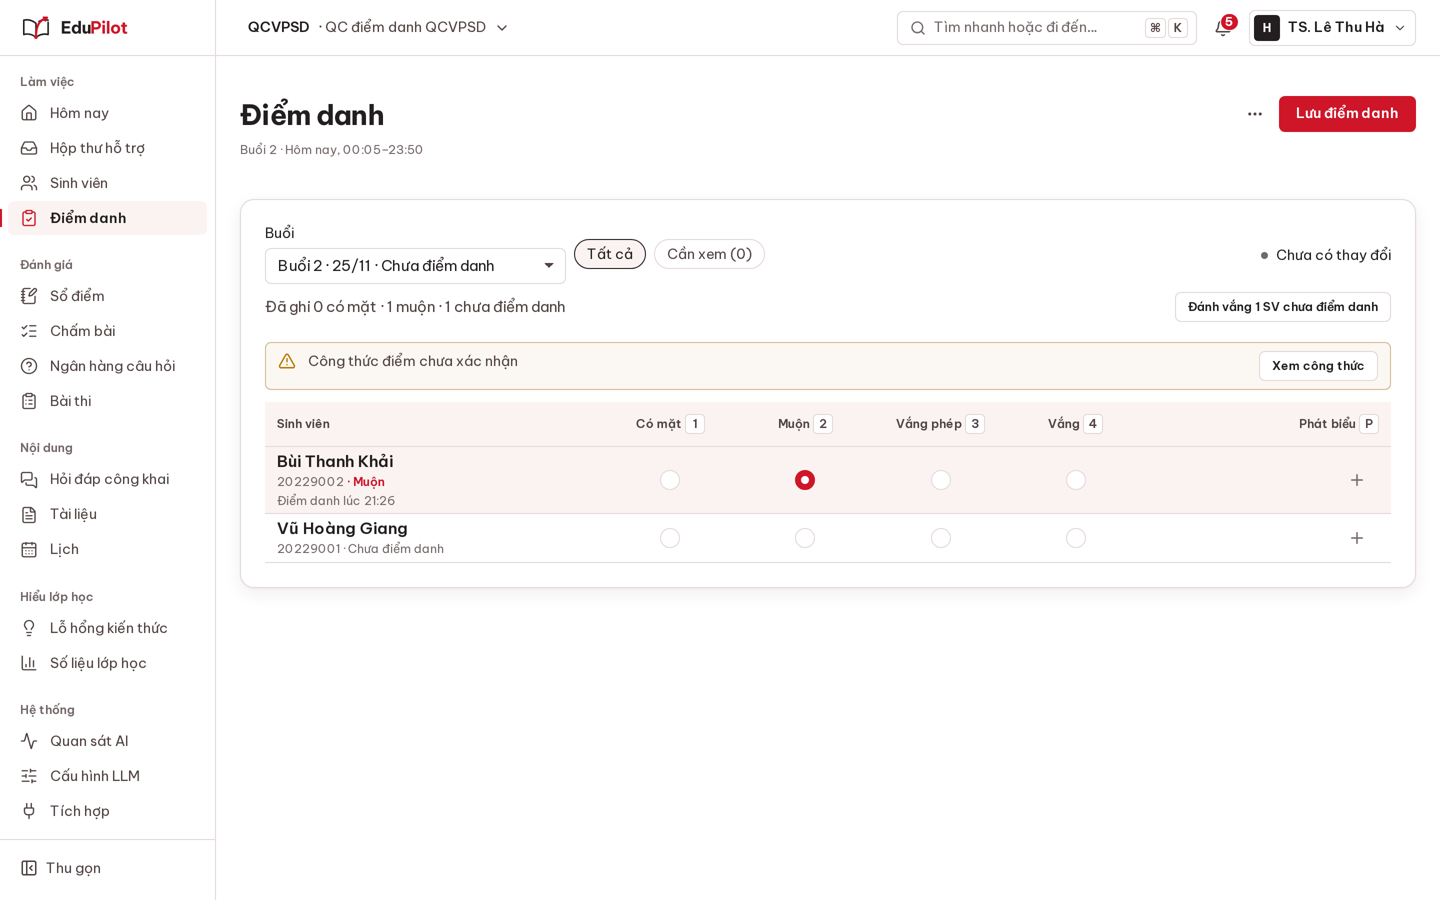 EduPilot
QCVPSD · QC điểm danh QCVPSD
Tìm nhanh hoặc đi đến...
⌘ K
5
H TS. Lê Thu Hà
Làm việc
Hôm nay
Hộp thư hỗ trợ
Sinh viên
Điểm danh
Đánh giá
Sổ điểm
Chấm bài
Ngân hàng câu hỏi
Bài thi
Nội dung
Hỏi đáp công khai
Tài liệu
Lịch
Hiểu lớp học
Lỗ hổng kiến thức
Số liệu lớp học
Hệ thống
Quan sát AI
Cấu hình LLM
Tích hợp
Thu gọn
Điểm danh
Lưu điểm danh
Buổi 2 · Hôm nay, 00:05–23:50
Buổi
Buổi 2 · 25/11 · Chưa điểm danh
Tất cả
Cần xem (0)
Chưa có thay đổi
Đã ghi 0 có mặt · 1 muộn · 1 chưa điểm danh
Đánh vắng 1 SV chưa điểm danh
Công thức điểm chưa xác nhận
Xem công thức
Sinh viên
Có mặt 1
Muộn 2
Vắng phép 3
Vắng 4
Phát biểu P
Bùi Thanh Khải
20229002 · Muộn
Điểm danh lúc 21:26
Vũ Hoàng Giang
20229001 · Chưa điểm danh